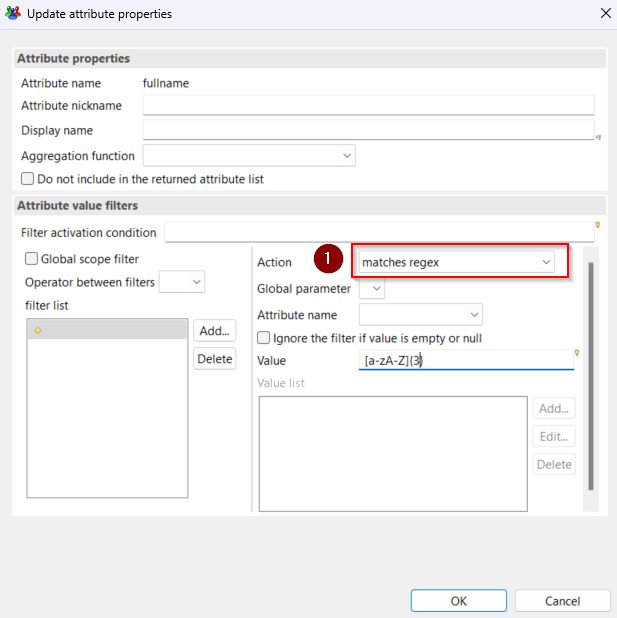 Update attribute properties
Attribute properties
Attribute name fullname
Attribute nickname
Display name
Aggregation function
Do not include in the returned attribute list
Attribute value filters
Filter activation condition
Global scope filter
Operator between filters
filter list
Add...
Delete
1
Action matches regex
Global parameter
Attribute name
Ignore the filter if value is empty or null
Value [a-zA-Z]{3}
Value list
Add...
Edit...
Delete
OK Cancel